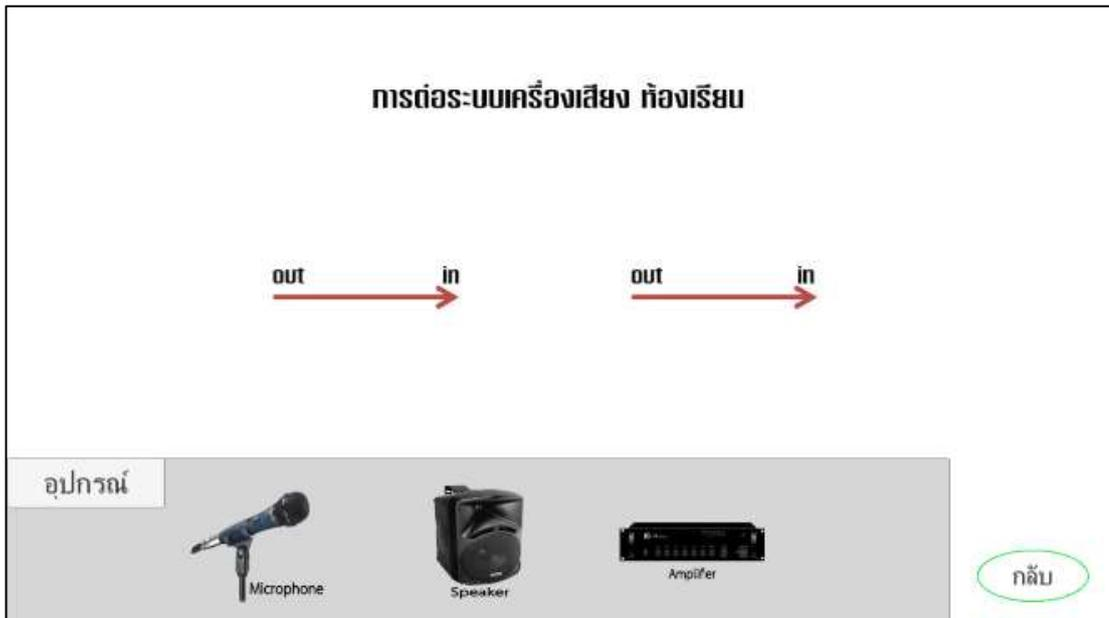 การต่อระบบเครื่องเสียง ห้องเรียน
out in out in
อุปกรณ์
Microphone
Speaker
Amplifier
กลับ